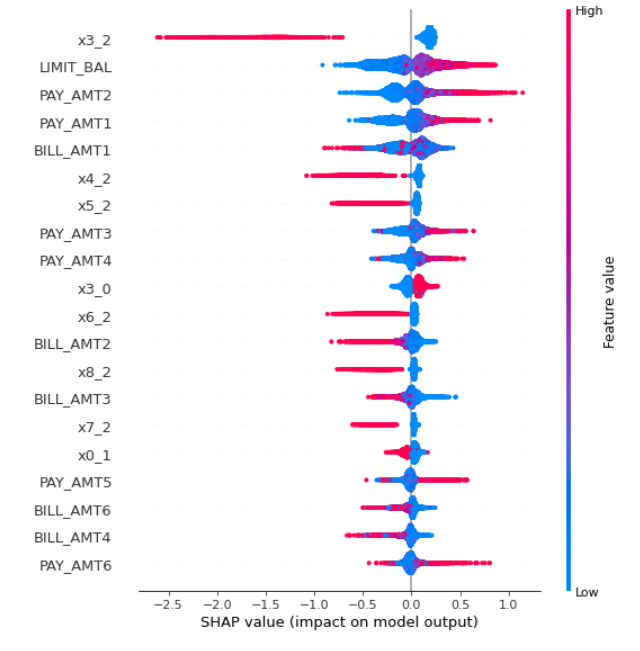 High
x3_2
LIMIT_BAL
PAY_AMT2
PAY_AMT1
BILL_AMT1
x4_2
x5_2
PAY_AMT3
PAY_AMT4
x3_0
x6_2
BILL_AMT2
x8_2
BILL_AMT3
x7_2
x0_1
PAY_AMT5
BILL_AMT6
BILL_AMT4
PAY_AMT6
Feature value
Low
−2.5 −2.0 −1.5 −1.0 −0.5 0.0 0.5 1.0
SHAP value (impact on model output)